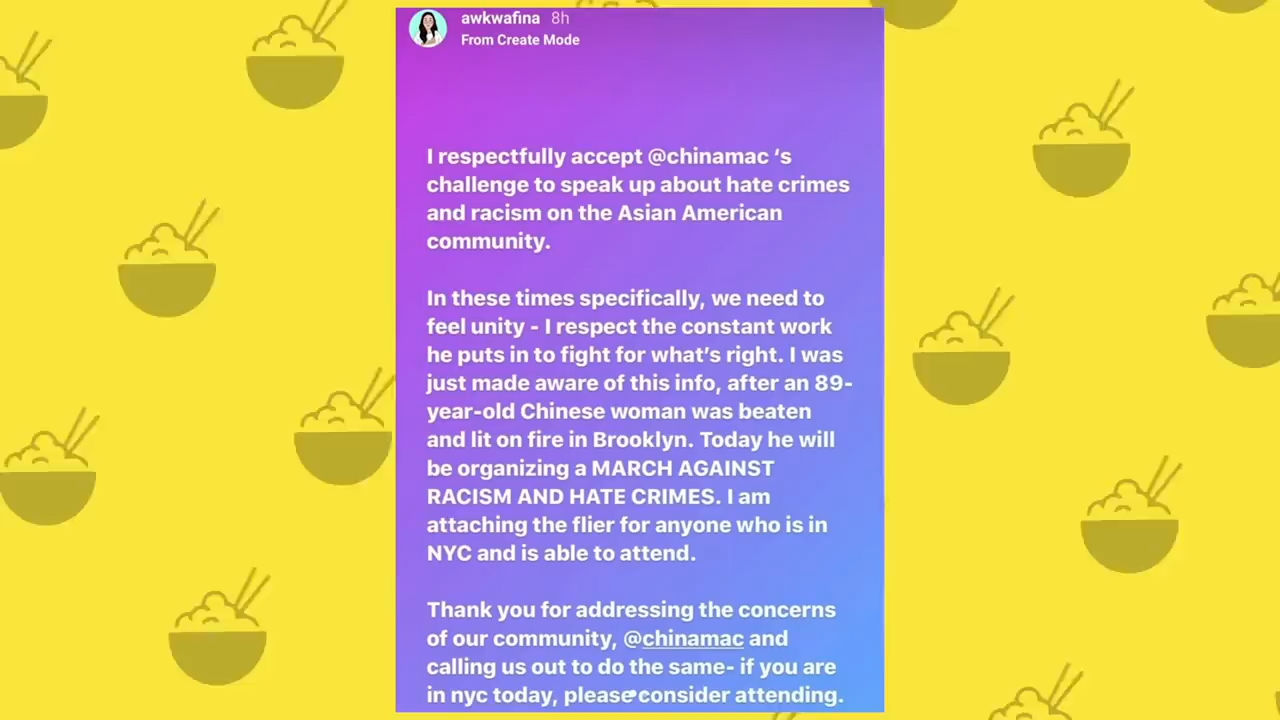 awkwafina 8h
From Create Mode
I respectfully accept @chinamac ‘s
challenge to speak up about hate crimes
and racism on the Asian American
community.
In these times specifically, we need to
feel unity - I respect the constant work
he puts in to fight for what’s right. I was
just made aware of this info, after an 89-
year-old Chinese woman was beaten
and lit on fire in Brooklyn. Today he will
be organizing a MARCH AGAINST
RACISM AND HATE CRIMES. I am
attaching the flier for anyone who is in
NYC and is able to attend.
Thank you for addressing the concerns
of our community, @chinamac and
calling us out to do the same- if you are
in nyc today, please consider attending.